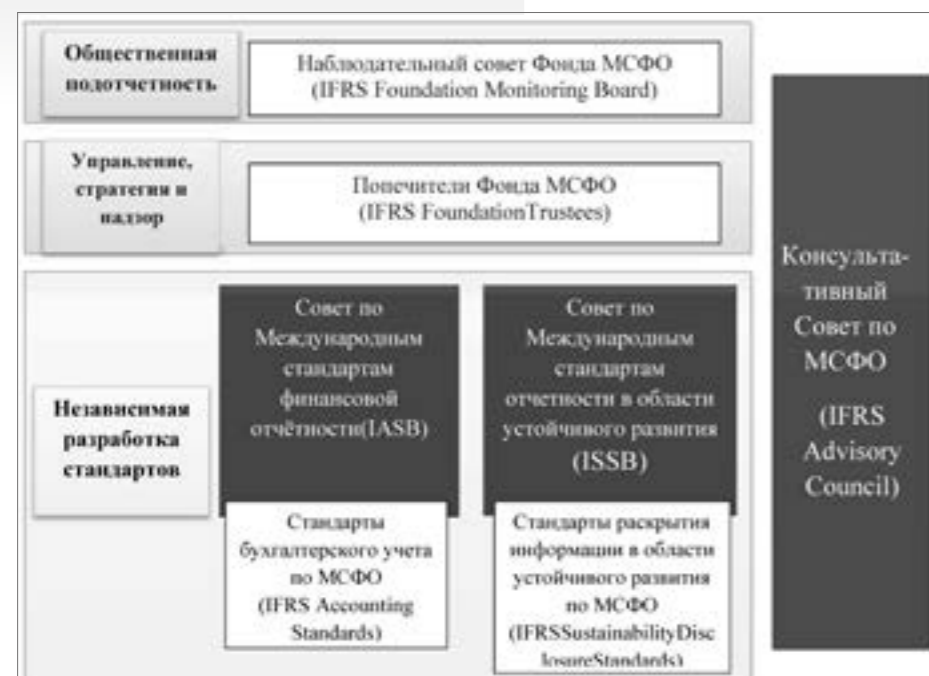 Общественная
подотчетность
Наблюдательный совет Фонда МСФО
(IFRS Foundation Monitoring Board)
Управление,
стратегия и
надзор
Попечители Фонда МСФО
(IFRS FoundationTrustees)
Независимая
разработка
стандартов
Совет по
Международным
стандартам
финансовой
отчётности(IASB)
Стандарты
бухгалтерского учета
по МСФО
(IFRS Accounting
Standards)
Совет по
Международным
стандартам
отчетности в области
устойчивого развития
(ISSB)
Стандарты раскрытия
информации в области
устойчивого развития
по МСФО
(IFRSSustainabilityDisc
losureStandards)
Консульта-
тивный
Совет по
МСФО
(IFRS
Advisory
Council)